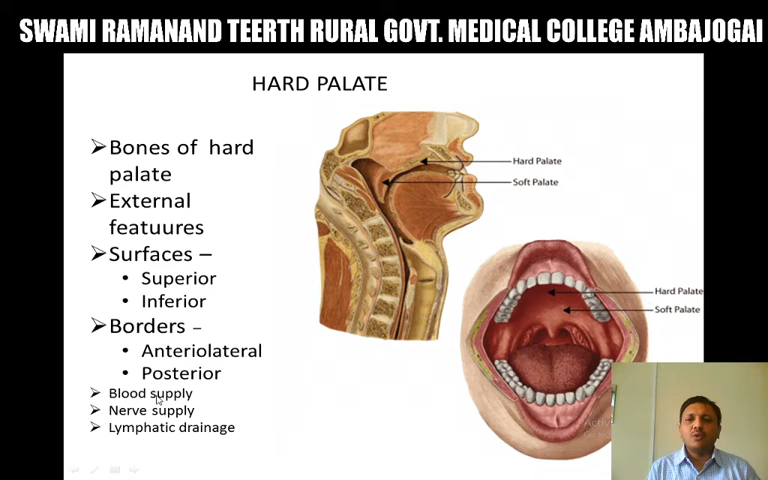 SWAMI RAMANAND TEERTH RURAL GOVT. MEDICAL COLLEGE AMBAJOGAI
HARD PALATE
➢Bones of hard
palate
➢External
featuures
➢Surfaces –
• Superior
• Inferior
➢Borders –
• Anteriolateral
• Posterior
➢ Blood supply
➢ Nerve supply
➢ Lymphatic drainage
Hard Palate
Soft Palate
Hard Palate
Soft Palate